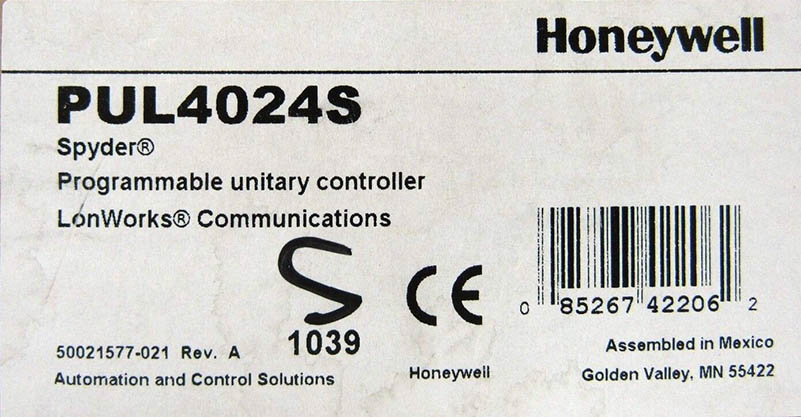 Honeywell
PUL4024S
Spyder®
Programmable unitary controller
LonWorks® Communications
S
1039
CE
0 85267 42206 2
50021577-021 Rev. A
Automation and Control Solutions
Honeywell
Assembled in Mexico
Golden Valley, MN 55422